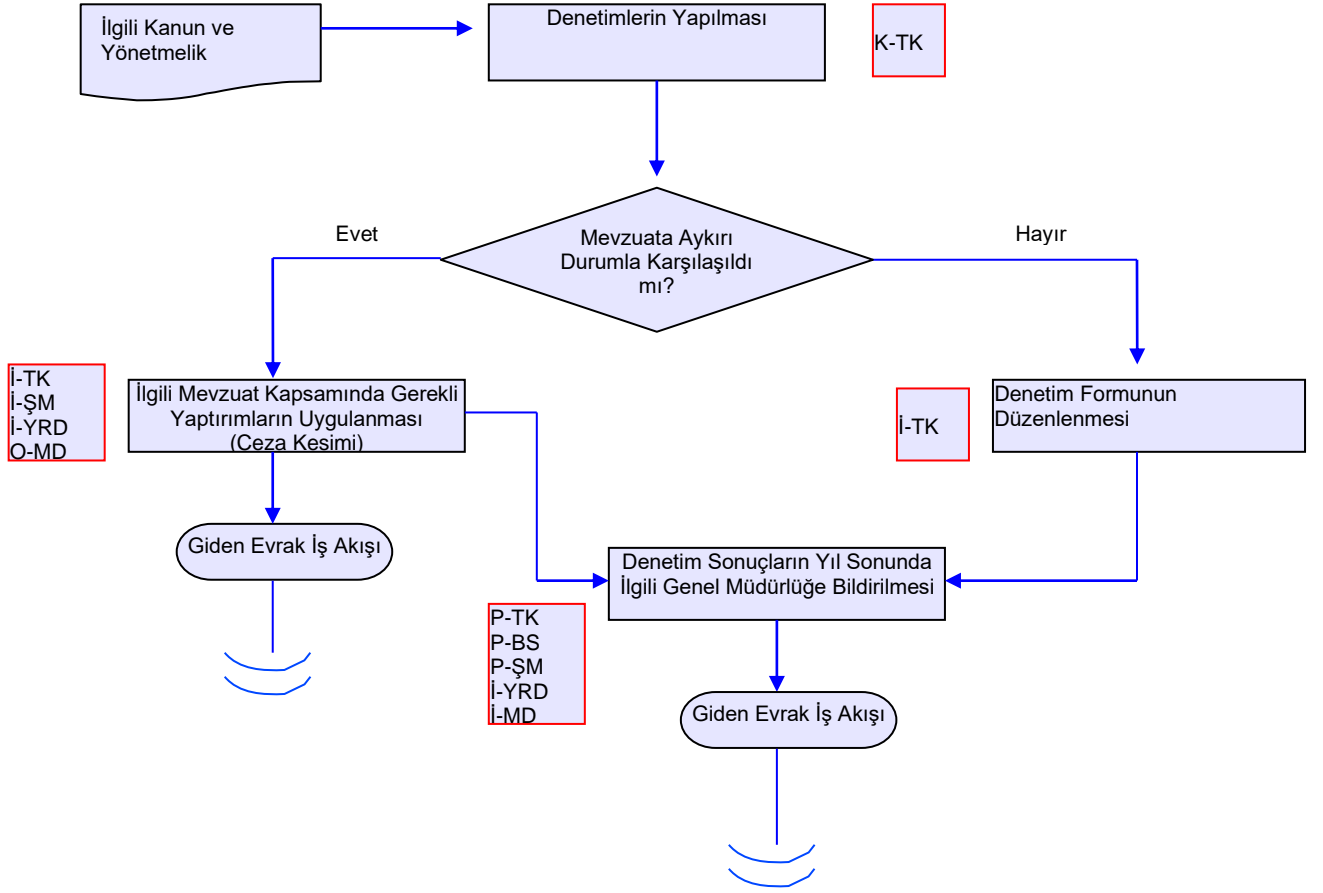 İlgili Kanun ve
Yönetmelik
Denetimlerin Yapılması
K-TK
Evet
Mevzuata Aykırı
Durumla Karşılaşıldı
mı?
Hayır
İ-TK
İ-ŞM
İ-YRD
O-MD
İlgili Mevzuat Kapsamında Gerekli
Yaptırımların Uygulanması
(Ceza Kesimi)
İ-TK
Denetim Formunun
Düzenlenmesi
Giden Evrak İş Akışı
Denetim Sonuçların Yıl Sonunda
İlgili Genel Müdürlüğe Bildirilmesi
P-TK
P-BS
P-ŞM
İ-YRD
İ-MD
Giden Evrak İş Akışı